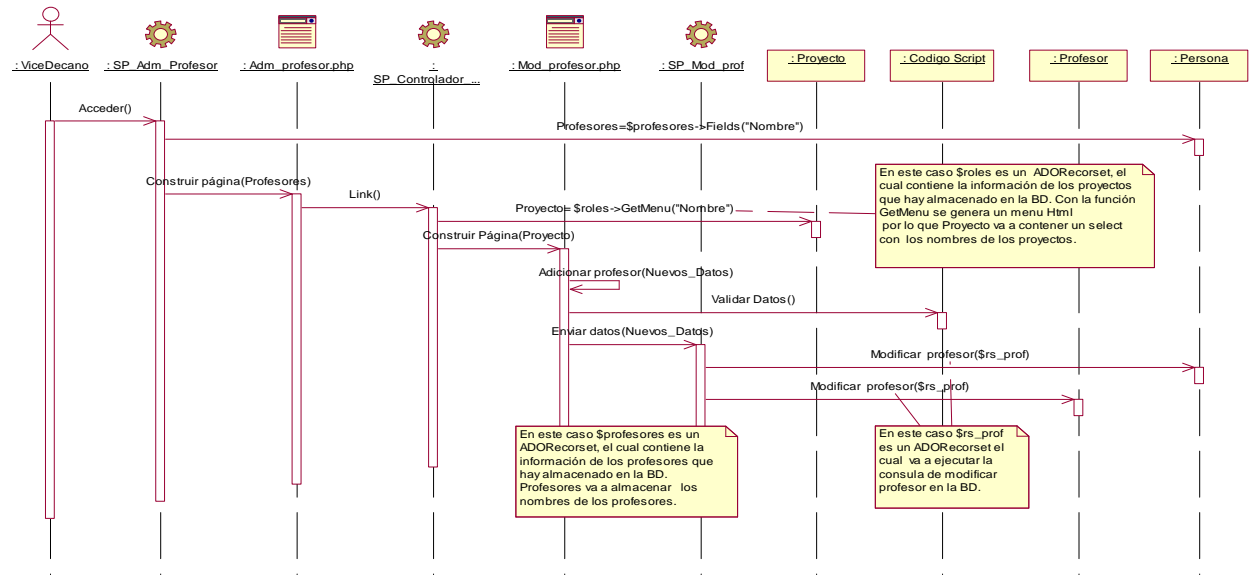 : ViceDecano
: SP_Adm_Profesor
: Adm_profesor.php
:
SP_Controlador_...
: Mod_profesor.php
: SP_Mod_prof
: Proyecto
: Codigo Script
: Profesor
: Persona
Acceder()
Profesores=$profesores->Fields("Nombre")
Construir página(Profesores)
Link()
Proyecto= $roles->GetMenu("Nombre")
Construir Página(Proyecto)
En este caso $roles es un ADORecorset, el
cual contiene la información de los proyectos
que hay almacenado en la BD. Con la función
GetMenu se genera un menu Html
por lo que Proyecto va a contener un select
con los nombres de los proyectos.
Adicionar profesor(Nuevos_Datos)
Validar Datos()
Enviar datos(Nuevos_Datos)
Modificar profesor($rs_prof)
Modificar profesor($rs_prof)
En este caso $profesores es un
ADORecorset, el cual contiene la
información de los profesores que
hay almacenado en la BD.
Profesores va a almacenar los
nombres de los profesores.
En este caso $rs_prof
es un ADORecorset el
cual va a ejecutar la
consula de modificar
profesor en la BD.